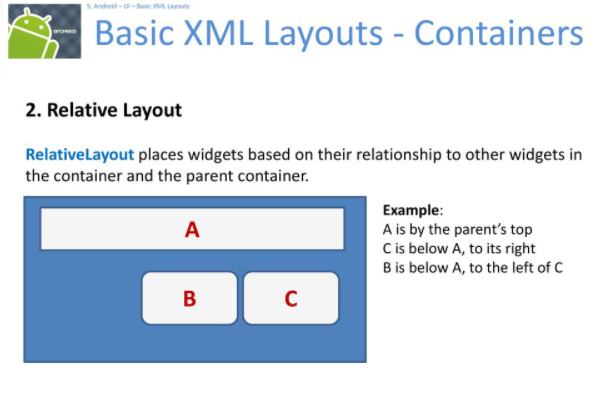 5. Android – UI – Basic XML Layouts
ANDROID
Basic XML Layouts - Containers
2. Relative Layout
RelativeLayout places widgets based on their relationship to other widgets in
the container and the parent container.
A
B
C
Example:
A is by the parent’s top
C is below A, to its right
B is below A, to the left of C